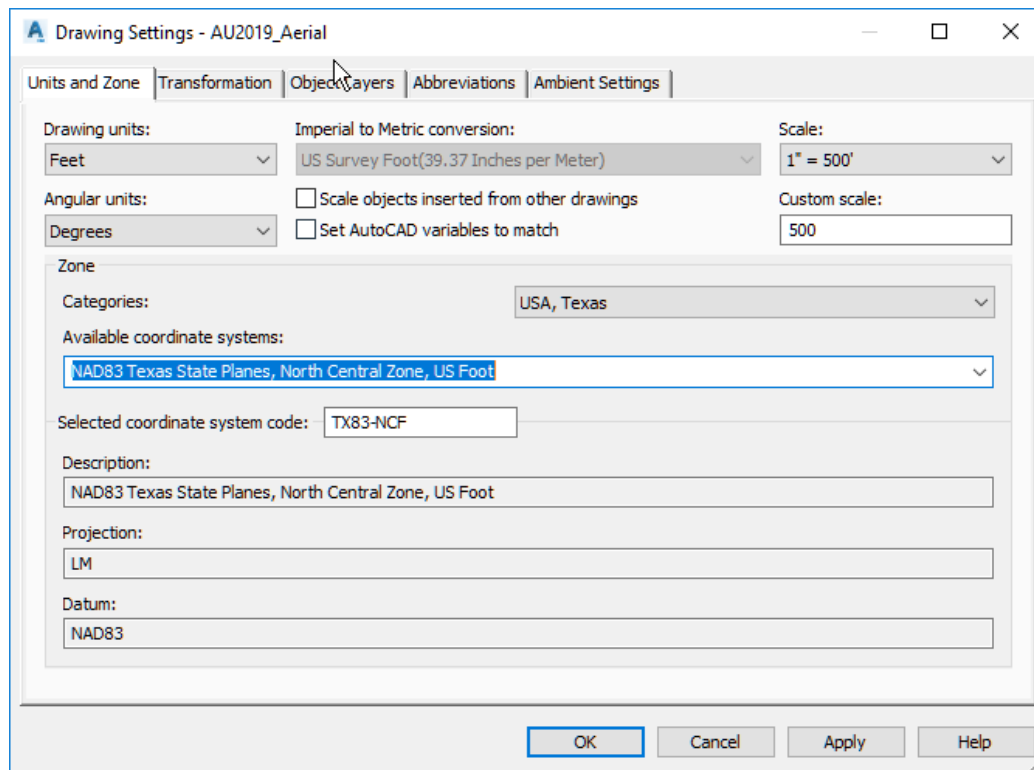 Drawing Settings - AU2019_Aerial
Units and Zone Transformation Object Layers Abbreviations Ambient Settings
Drawing units: Imperial to Metric conversion: Scale:
Feet US Survey Foot(39.37 Inches per Meter) 1" = 500'
Angular units: Scale objects inserted from other drawings Custom scale:
Degrees Set AutoCAD variables to match 500
Zone
Categories: USA, Texas
Available coordinate systems:
NAD83 Texas State Planes, North Central Zone, US Foot
Selected coordinate system code: TX83-NCF
Description:
NAD83 Texas State Planes, North Central Zone, US Foot
Projection:
LM
Datum:
NAD83
OK Cancel Apply Help